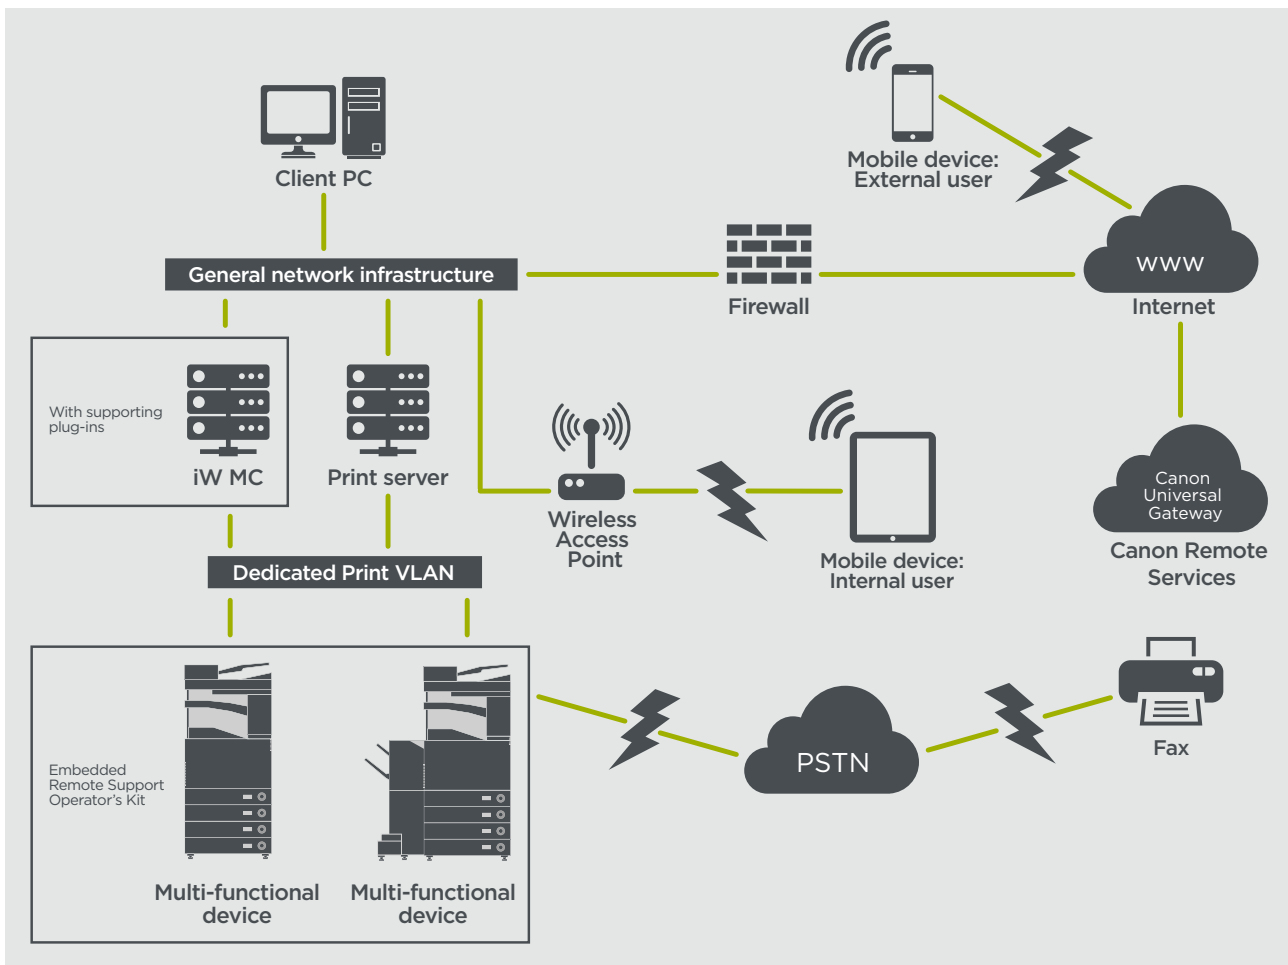 Client PC
Mobile device:
External user
General network infrastructure
Firewall
www
Internet
With supporting
plug-ins
iW MC
Print server
Wireless
Access
Point
Mobile device:
Internal user
Canon
Universal
Gateway
Canon Remote
Services
Dedicated Print VLAN
Embedded
Remote Support
Operator's Kit
Multi-functional
device
Multi-functional
device
PSTN
Fax